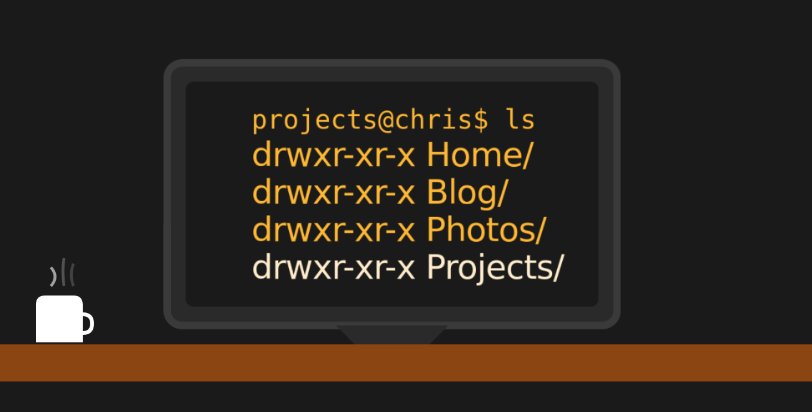 projects@chris$ ls
drwxr-xr-x Home/
drwxr-xr-x Blog/
drwxr-xr-x Photos/
drwxr-xr-x Projects/